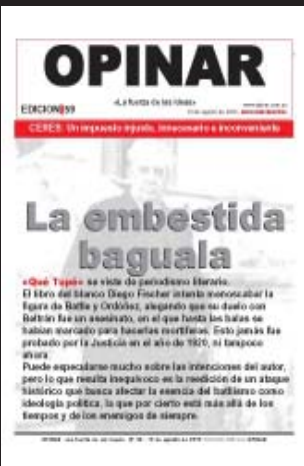 OPINAR
EDICION 59
«La fuerza de las ideas»
CERES: Un impuesto injusto, innecesario e inconveniente
La embestida
baguala
«Qué Tupé» se viste de periodismo literario.
El libro del blanco Diego Fischer intenta menoscabar la
figura de Batlle y Ordóñez, alegando que su duelo con
Beltrán fue un asesinato, en el que hasta las balas se
habían marcado para hacerlas mortíferas. Esto jamás fue
probado por la Justicia en el año de 1920, ni tampoco
ahora.
Puede especularse mucho sobre las intenciones del autor,
pero lo que resulta inequívoco es la reedición de un ataque
histórico que busca afectar la esencia del batllismo como
ideología política, lo que por cierto está más allá de los
tiempos y de los enemigos de siempre.